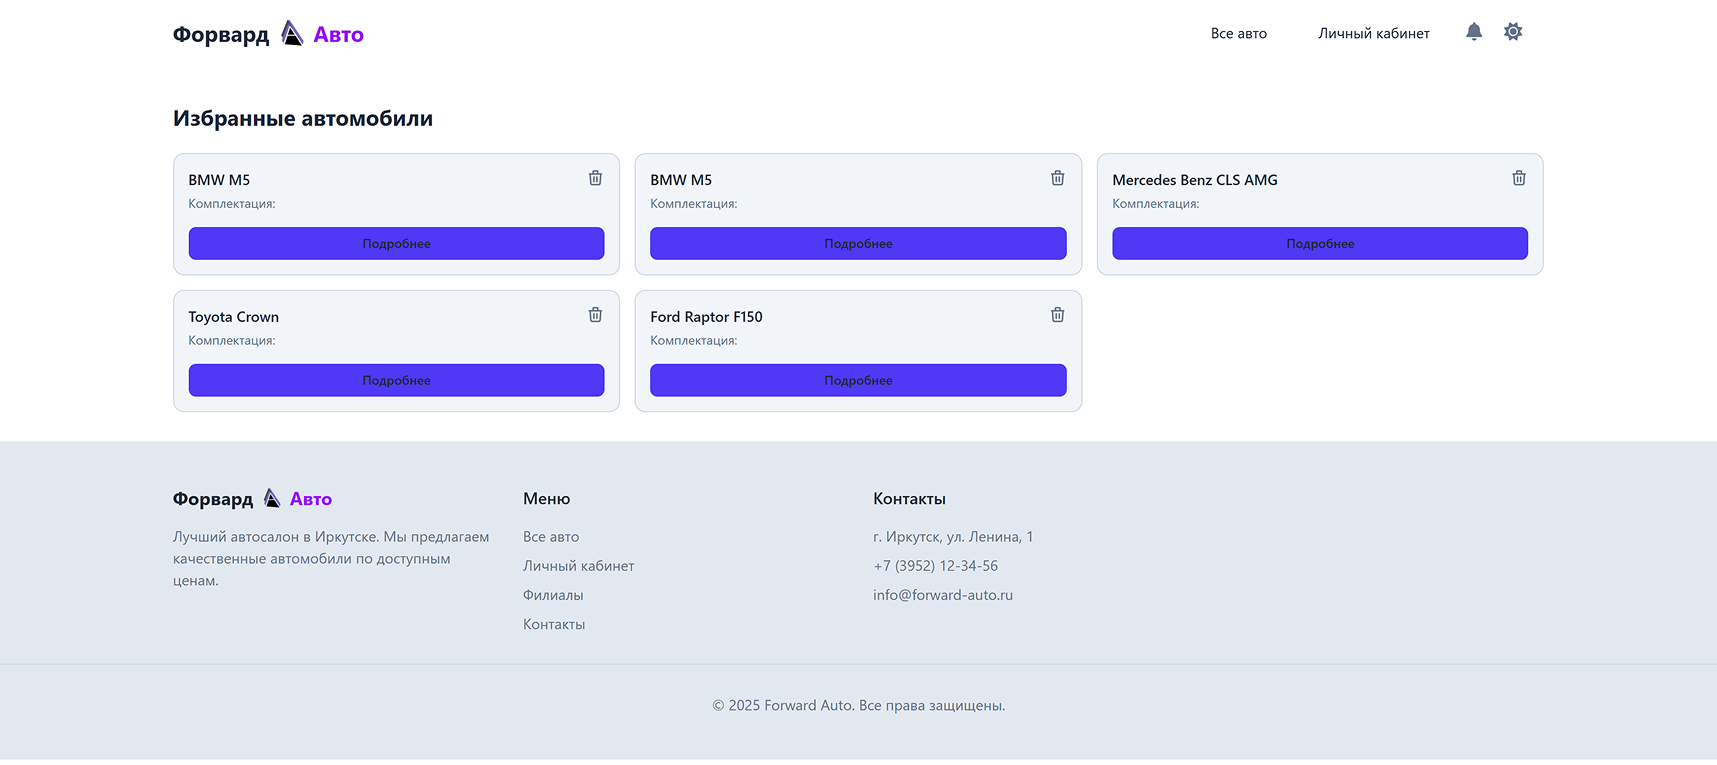 Форвард Авто
Все авто
Личный кабинет
Избранные автомобили
BMW M5
Комплектация:
Подробнее
BMW M5
Комплектация:
Подробнее
Mercedes Benz CLS AMG
Комплектация:
Подробнее
Toyota Crown
Комплектация:
Подробнее
Ford Raptor F150
Комплектация:
Подробнее
Форвард Авто
Лучший автосалон в Иркутске. Мы предлагаем
качественные автомобили по доступным
ценам.
Меню
Все авто
Личный кабинет
Филиалы
Контакты
Контакты
г. Иркутск, ул. Ленина, 1
+7 (3952) 12-34-56
info@forward-auto.ru
© 2025 Forward Auto. Все права защищены.